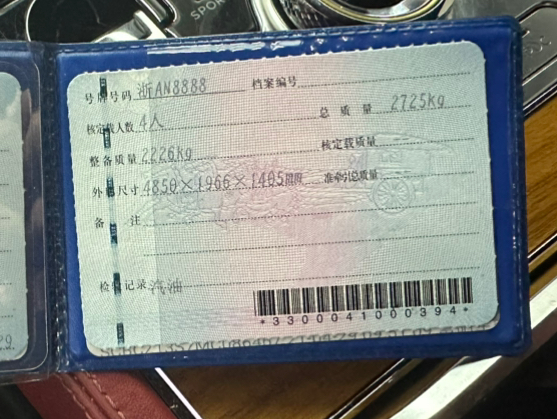 SPOR
号牌号码 浙AN8888 档案编号
核定载人数 4人 总质量 2725kg
整备质量 2226kg 核定载质量
外廓尺寸 4850×1966×1405mm 准牵引总质量
备注
检验记录 汽油
*3300041000394*